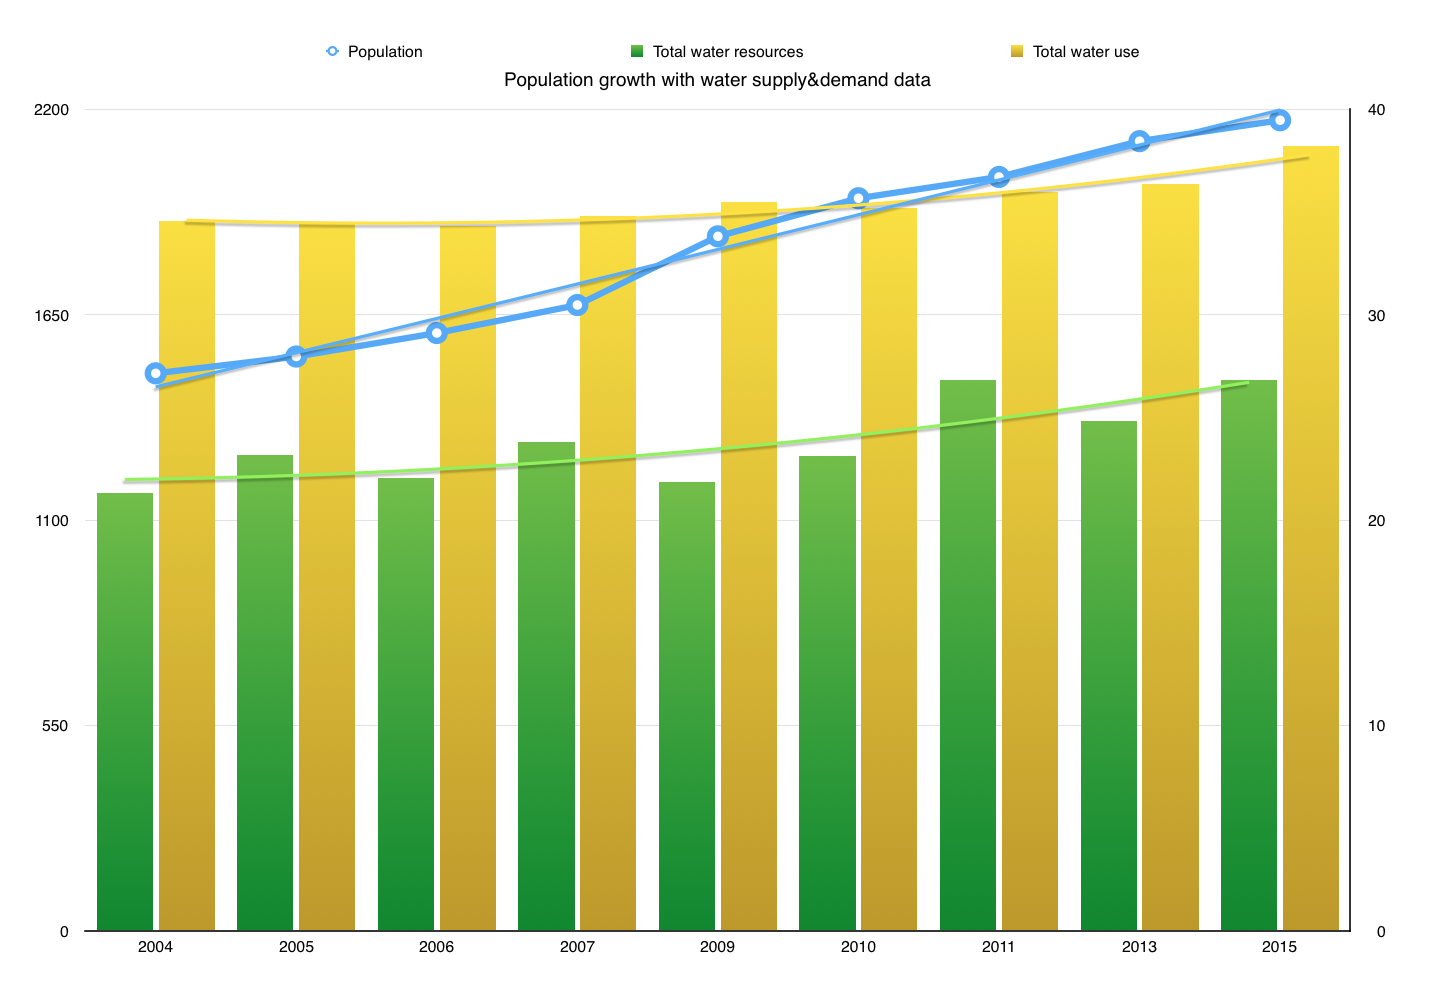 Population Total water resources Total water use
Population growth with water supply&demand data
2200 40
1650 30
1100 20
550 10
0 0
2004 2005 2006 2007 2009 2010 2011 2013 2015